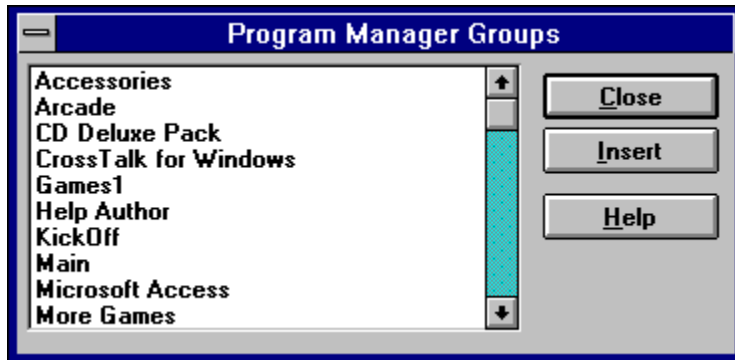 Program Manager Groups
Accessories
Arcade
CD Deluxe Pack
CrossTalk for Windows
Games1
Help Author
KickOff
Main
Microsoft Access
More Games
Close
Insert
Help